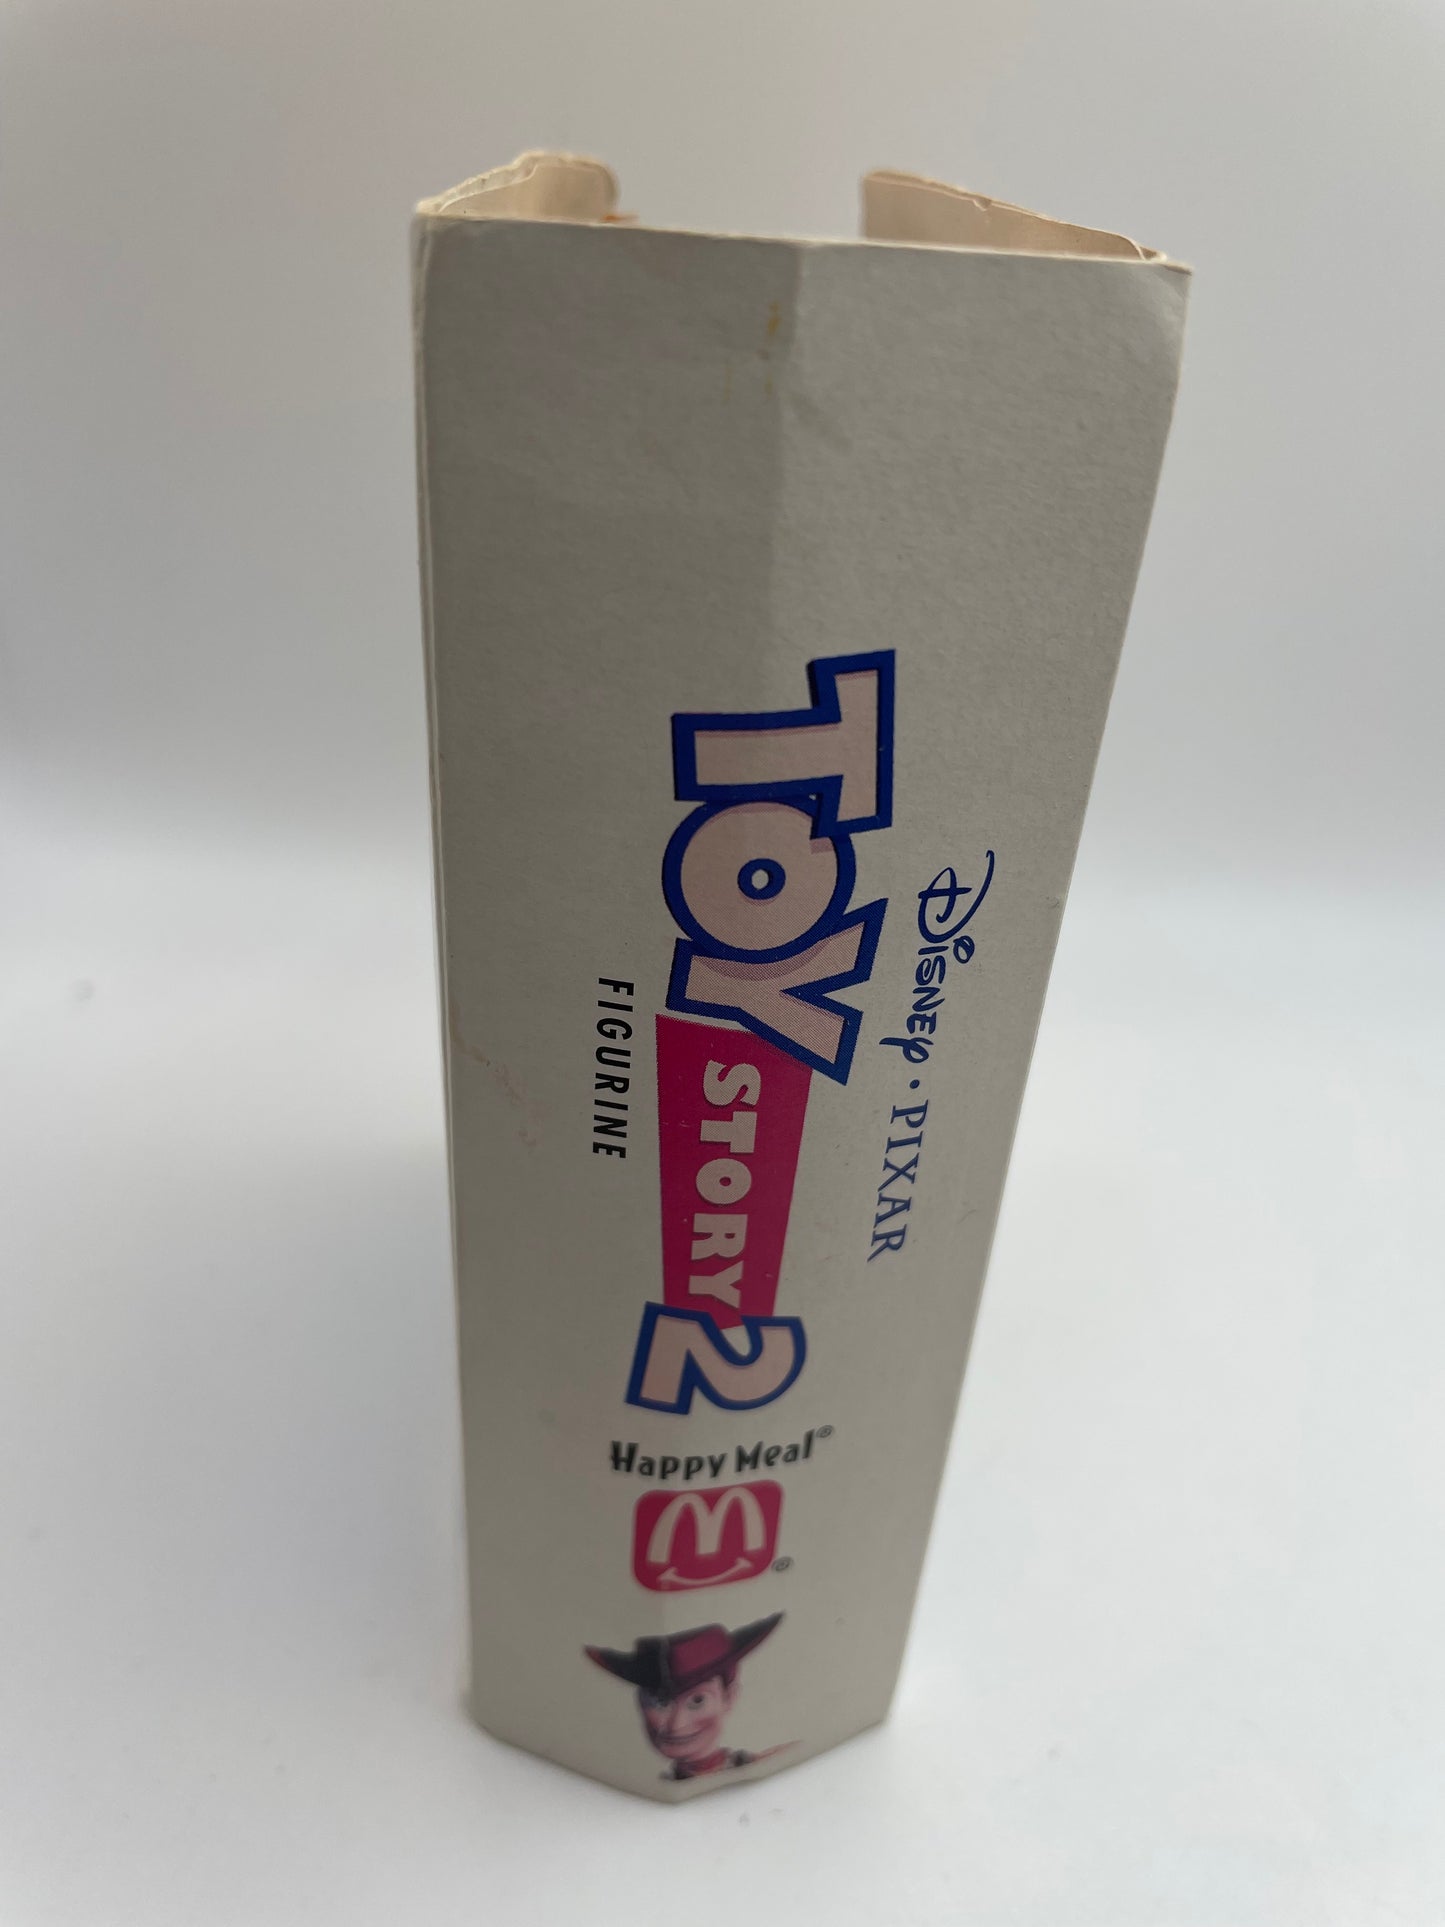 Disney · PIXAR
TOY
STORY
2
FIGURINE
Happy Meal®
M®